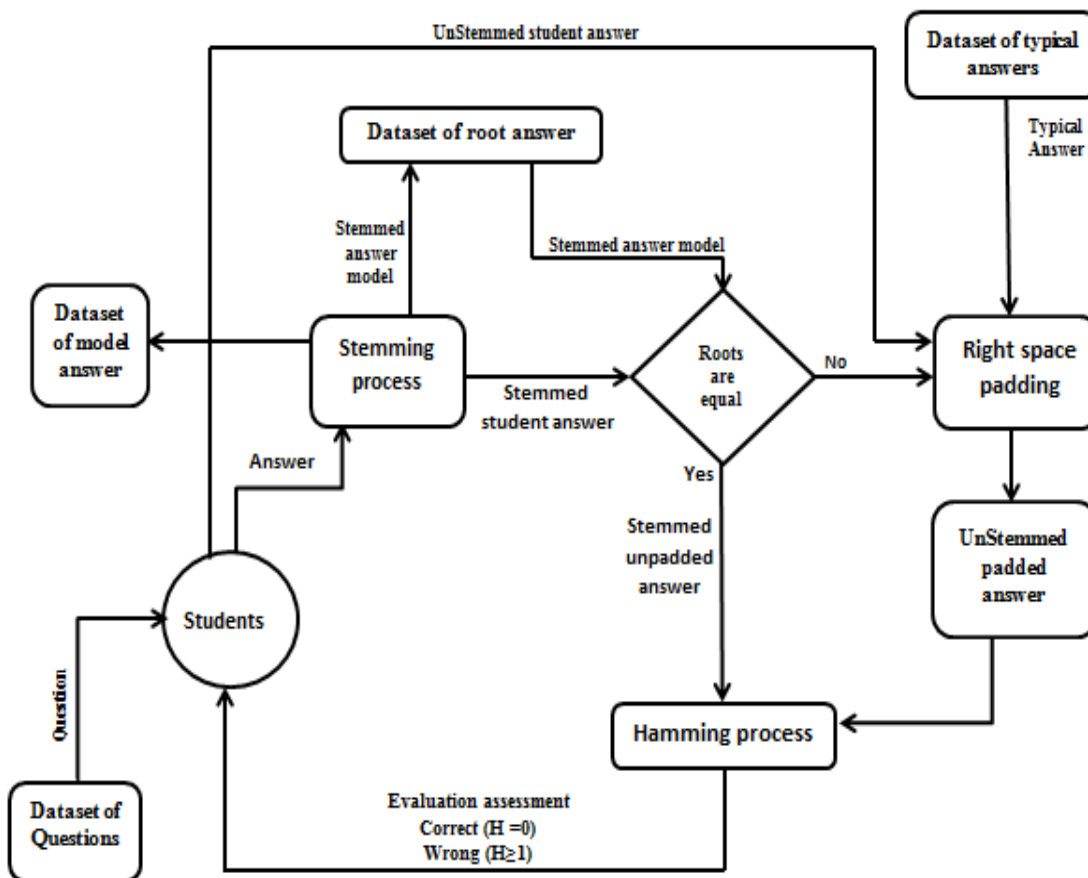 UnStemmed student answer
Dataset of typical
answers
Dataset of root answer
Typical
Answer
Stemmed
answer
model
Stemmed answer model
Dataset
of model
answer
Stemming
process
Roots
are
equal
No
Right space
padding
Stemmed
student answer
Answer
Yes
Stemmed
unpadded
answer
UnStemmed
padded
answer
Students
Question
Hamming process
Dataset of
Questions
Evaluation assessment
Correct (H =0)
Wrong (H≥1)